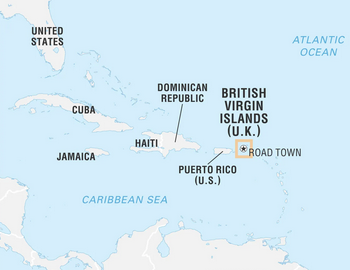 UNITED
STATES
ATLANTIC
OCEAN
DOMINICAN
REPUBLIC
BRITISH
VIRGIN
ISLANDS
(U.K.)
CUBA
HAITI
JAMAICA
ROAD TOWN
PUERTO RICO
(U.S.)
CARIBBEAN SEA